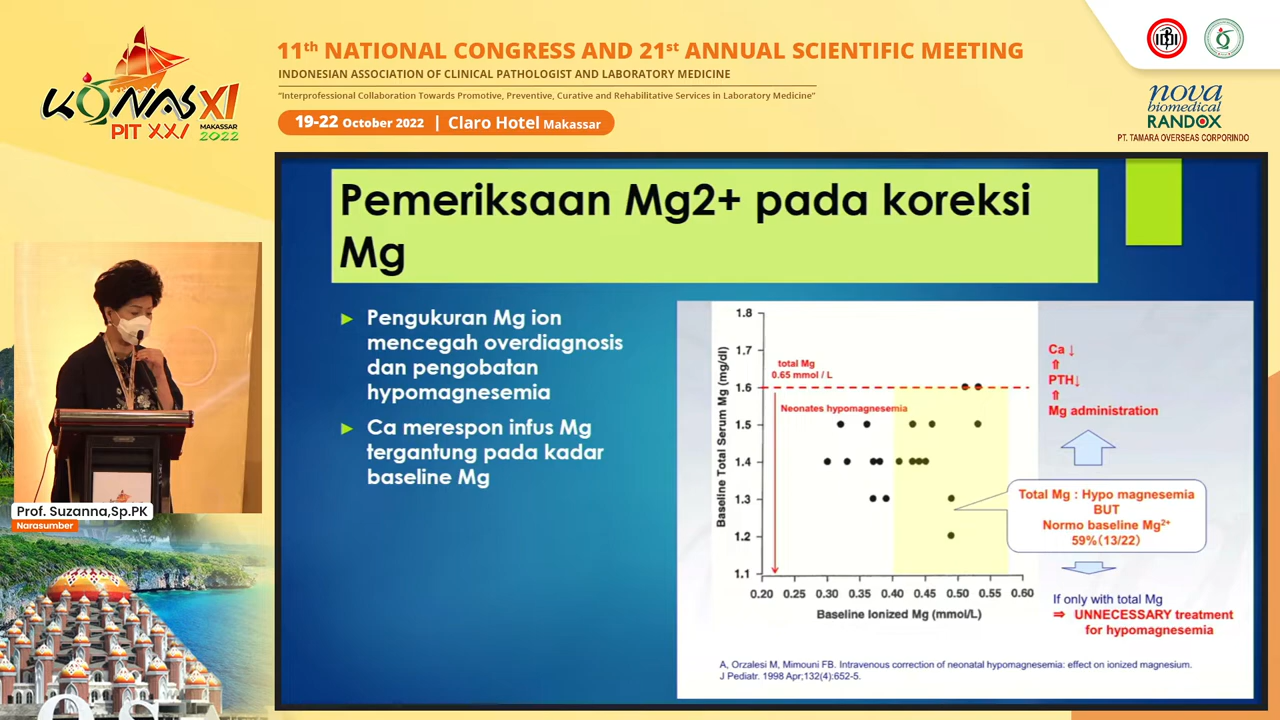 KONAS XI
PIT XXI
MAKASSAR
2022
11th NATIONAL CONGRESS AND 21st ANNUAL SCIENTIFIC MEETING
INDONESIAN ASSOCIATION OF CLINICAL PATHOLOGIST AND LABORATORY MEDICINE
"Interprofessional Collaboration Towards Promotive, Preventive, Curative and Rehabilitative Services in Laboratory Medicine"
19-22 October 2022 | Claro Hotel Makassar
IDI
nova
biomedical
RANDOX
PT. TAMARA OVERSEAS CORPORINDO
Pemeriksaan Mg2+ pada koreksi
Mg
► Pengukuran Mg ion
mencegah overdiagnosis
dan pengobatan
hypomagnesemia
► Ca merespon infus Mg
tergantung pada kadar
baseline Mg
Baseline Total Serum Mg (mg/dl)
1.8
1.7
1.6
1.5
1.4
1.3
1.2
1.1
total Mg
0.65 mmol / L
Neonates hypomagnesemia
0.20 0.25 0.30 0.35 0.40 0.45 0.50 0.55 0.60
Baseline Ionized Mg (mmol/L)
Ca ↓
⇑
PTH↓
⇑
Mg administration
Total Mg : Hypo magnesemia
BUT
Normo baseline Mg²⁺
59%(13/22)
If only with total Mg
⇒ UNNECESSARY treatment
for hypomagnesemia
A, Orzalesi M, Mimouni FB. Intravenous correction of neonatal hypomagnesemia: effect on ionized magnesium.
J Pediatr. 1998 Apr;132(4):652-5.
Prof. Suzanna,Sp.PK
Narasumber